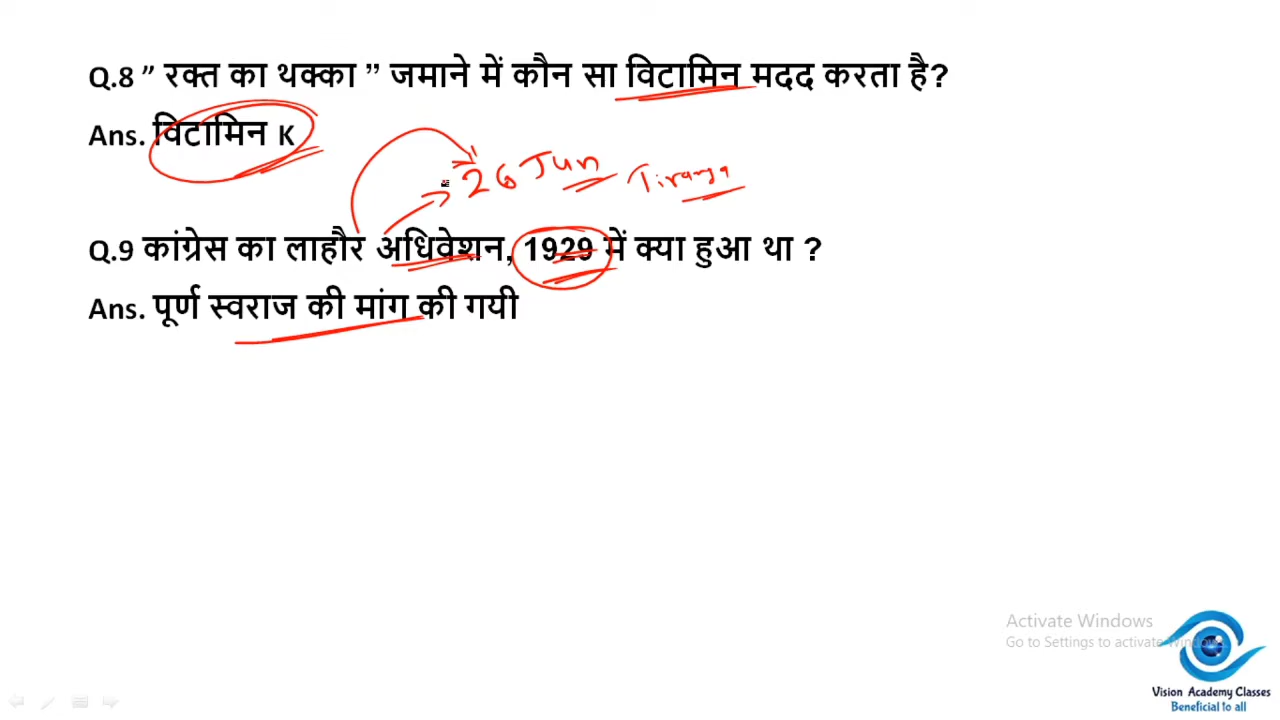 Q.8 ” रक्त का थक्का ” जमाने में कौन सा विटामिन मदद करता है?
Ans. विटामिन K
26 Jun Tiranga
Q.9 कांग्रेस का लाहौर अधिवेशन, 1929 में क्या हुआ था ?
Ans. पूर्ण स्वराज की मांग की गयी
Activate Windows
Go to Settings to activate Windows.
Vision Academy Classes
Beneficial to all